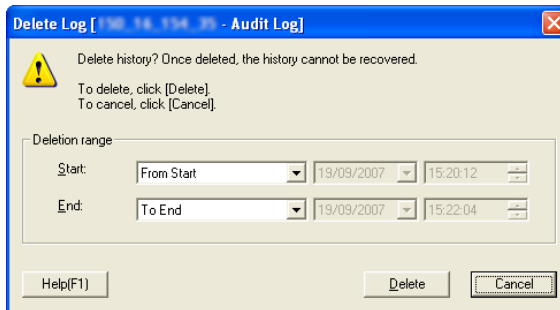 Delete Log [ - Audit Log]
Delete history? Once deleted, the history cannot be recovered.
To delete, click [Delete].
To cancel, click [Cancel].
Deletion range
Start: From Start 19/09/2007 15:20:12
End: To End 19/09/2007 15:22:04
Help(F1) Delete Cancel